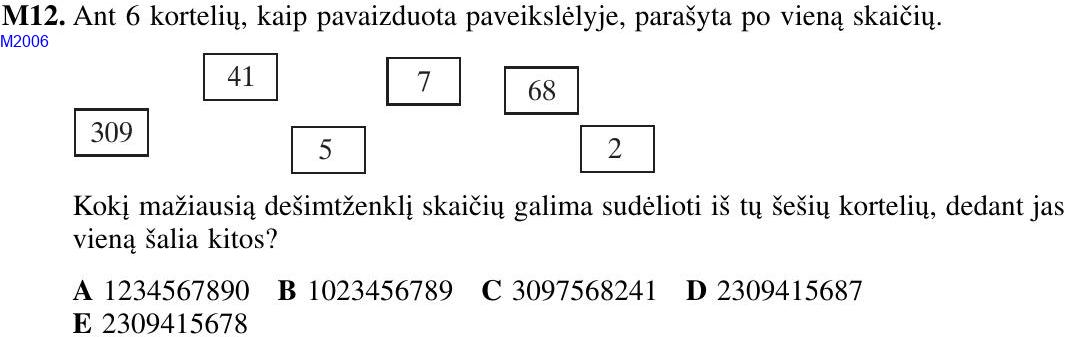 M12. Ant 6 kortelių, kaip pavaizduota paveikslėlyje, parašyta po vieną skaičių.
M2006
41
7
68
309
5
2
Kokį mažiausią dešimtženklį skaičių galima sudėlioti iš tų šešių kortelių, dedant jas
vieną šalia kitos?
A 1234567890 B 1023456789 C 3097568241 D 2309415687
E 2309415678